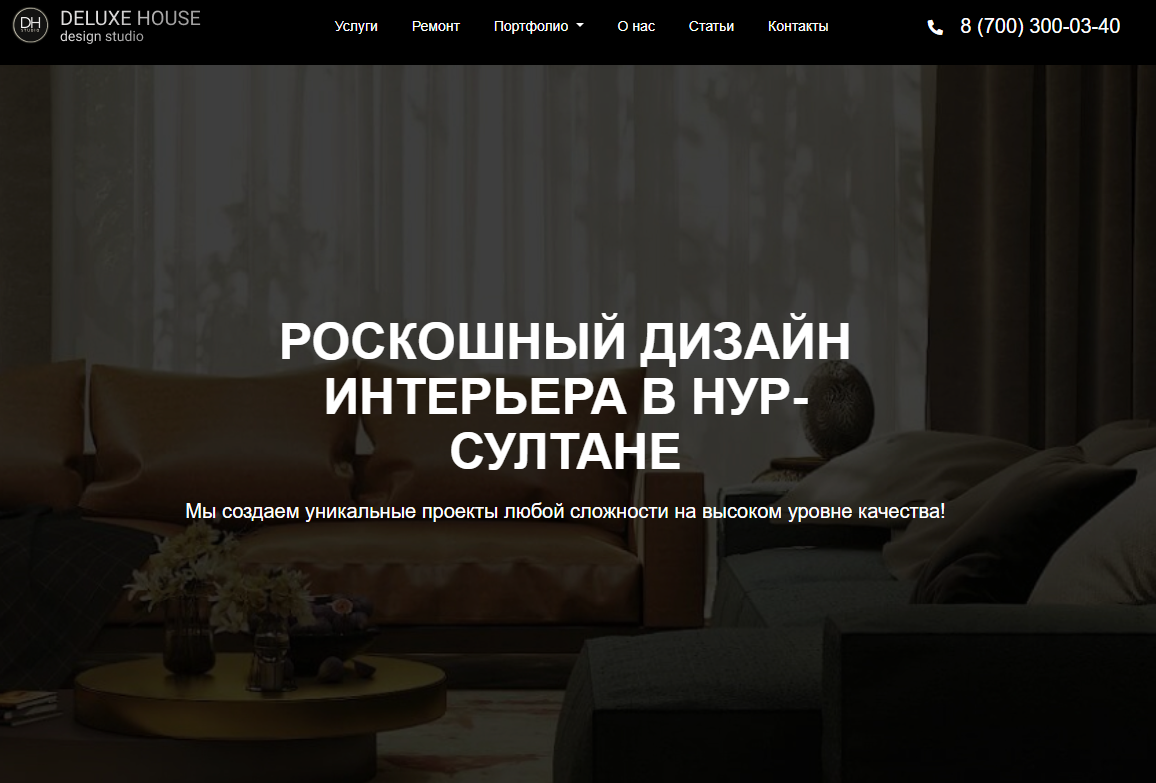 DH
STUDIO
DELUXE HOUSE
design studio
Услуги
Ремонт
Портфолио
О нас
Статьи
Контакты
8 (700) 300-03-40
РОСКОШНЫЙ ДИЗАЙН
ИНТЕРЬЕРА В НУР-
СУЛТАНЕ
Мы создаем уникальные проекты любой сложности на высоком уровне качества!